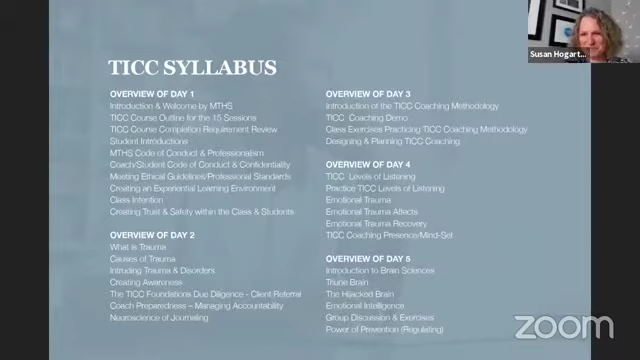 TICC SYLLABUS
OVERVIEW OF DAY 1
Introduction & Welcome by MTHS
TICC Course Outline for the 15 Sessions
TICC Course Completion Requirement Review
Student Introductions
MTHS Code of Conduct & Professionalism
Coach/Student Code of Conduct & Confidentiality
Meeting Ethical Guidelines/Professional Standards
Creating an Experiential Learning Environment
Class Intention
Creating Trust & Safety within the Class & Students
OVERVIEW OF DAY 2
What is Trauma
Causes of Trauma
Intruding Trauma & Disorders
Creating Awareness
The TICC Foundations Due Diligence - Client Referral
Coach Preparedness – Managing Accountability
Neuroscience of Journaling
OVERVIEW OF DAY 3
Introduction of the TICC Coaching Methodology
TICC Coaching Demo
Class Exercises Practicing TICC Coaching Methodology
Designing & Planning TICC Coaching
OVERVIEW OF DAY 4
TICC Levels of Listening
Practice TICC Levels of Listening
Emotional Trauma
Emotional Trauma Affects
Emotional Trauma Recovery
TICC Coaching Presence/Mind-Set
OVERVIEW OF DAY 5
Introduction to Brain Sciences
Triune Brain
The Hijacked Brain
Emotional Intelligence
Group Discussion & Exercises
Power of Prevention (Regulating)
Susan Hogart...
zoom